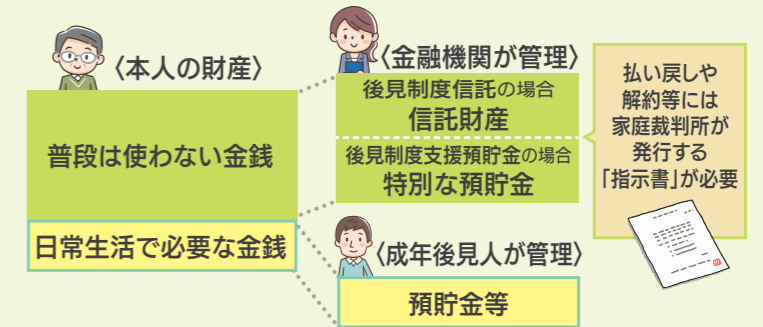 〈本人の財産〉
普段は使わない金銭
日常生活で必要な金銭
〈金融機関が管理〉
後見制度信託の場合
信託財産
後見制度支援預貯金の場合
特別な預貯金
払い戻しや
解約等には
家庭裁判所が
発行する
「指示書」が必要
〈成年後見人が管理〉
預貯金等